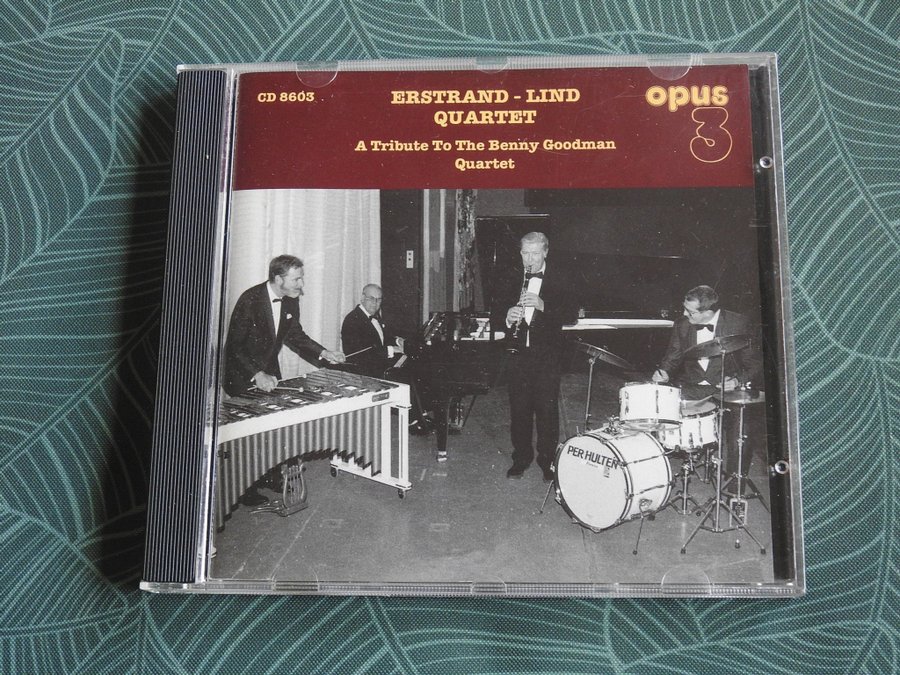 CD 8603
ERSTRAND - LIND
QUARTET
A Tribute To The Benny Goodman
Quartet
opus
3
PER HULTEN